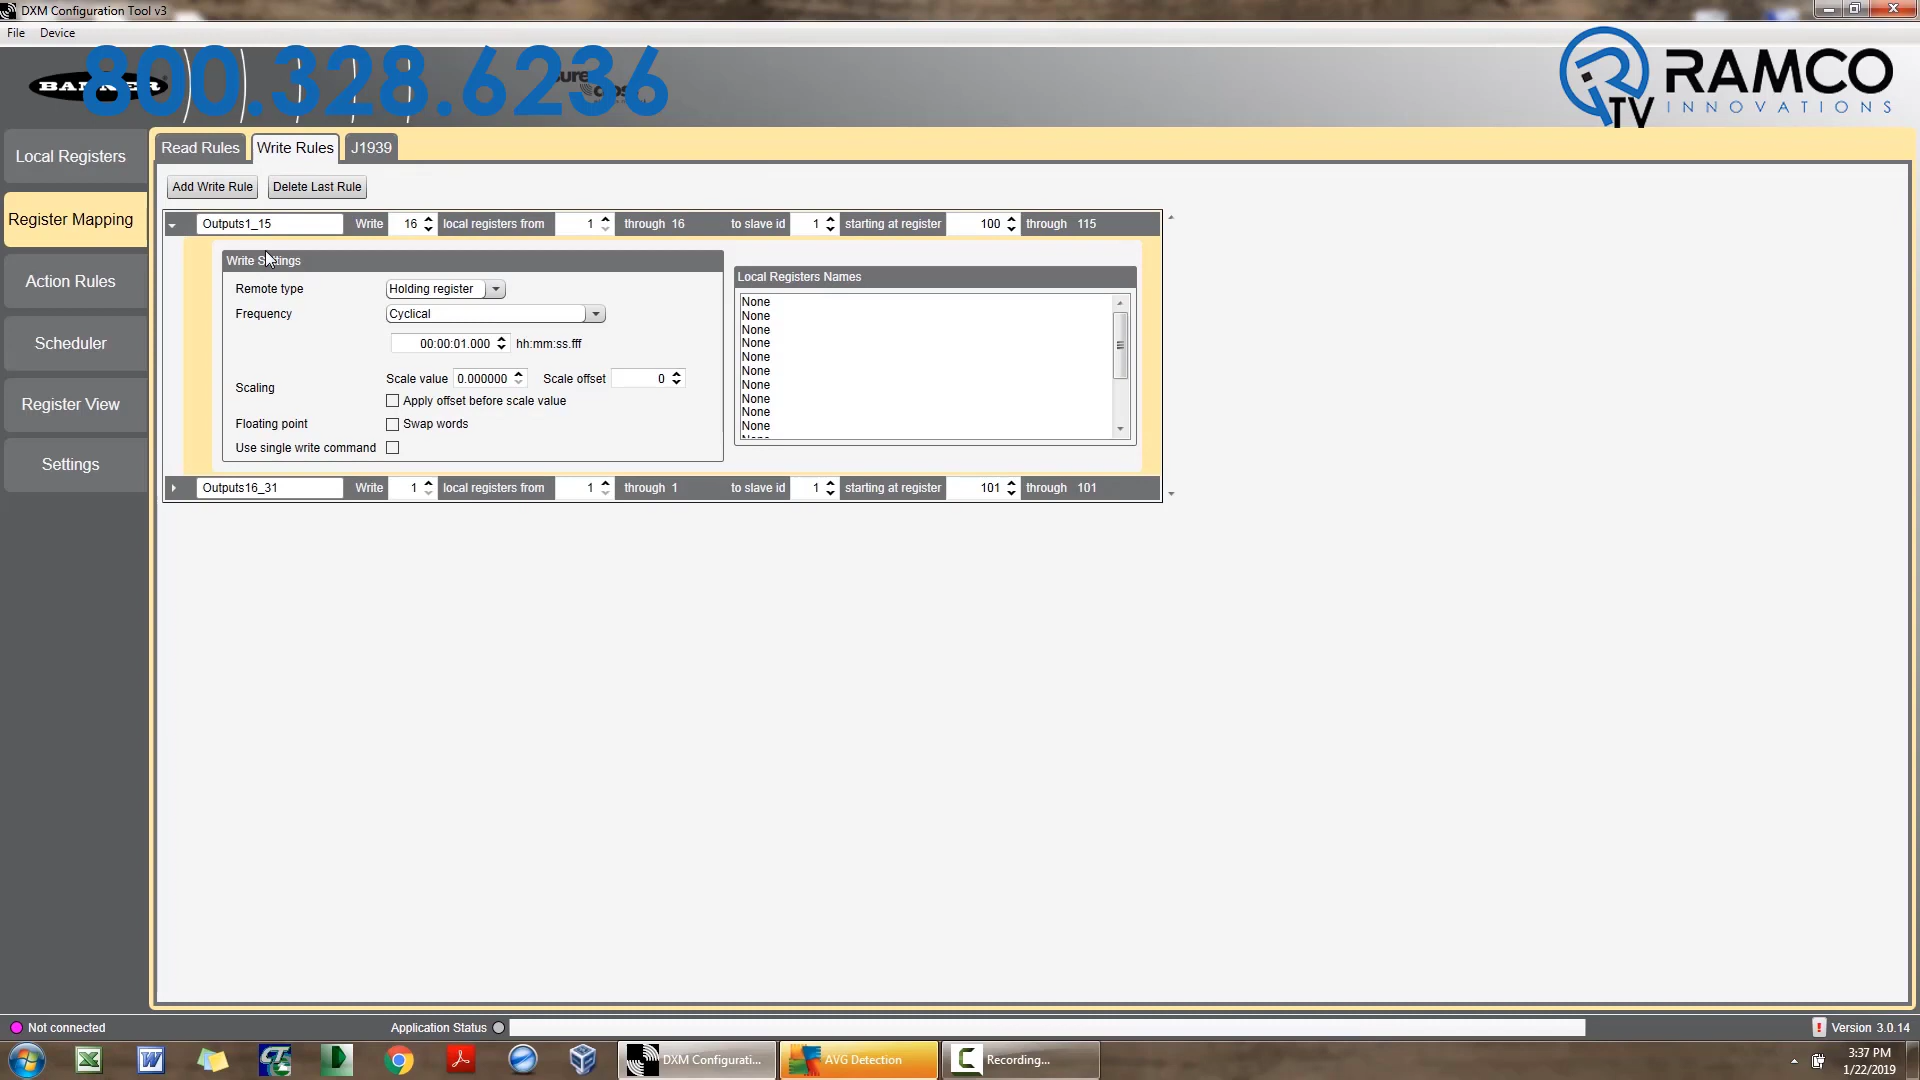 DXM Configuration Tool v3
File Device
BANNER
800.328.6236
RAMCO
INNOVATIONS
TV
Local Registers
Register Mapping
Action Rules
Scheduler
Register View
Settings
Read Rules Write Rules J1939
Add Write Rule Delete Last Rule
Outputs1_15 Write 16 local registers from 1 through 16 to slave id 1 starting at register 100 through 115
Write Settings
Remote type Holding register
Frequency Cyclical
00:00:01.000 hh:mm:ss.fff
Scaling Scale value 0.000000 Scale offset 0
Apply offset before scale value
Floating point Swap words
Use single write command
Local Registers Names
None
None
None
None
None
None
None
None
None
None
None
Outputs16_31 Write 1 local registers from 1 through 1 to slave id 1 starting at register 101 through 101
Not connected Application Status Version 3.0.14
DXM Configurati... AVG Detection Recording...
3:37 PM
1/22/2019